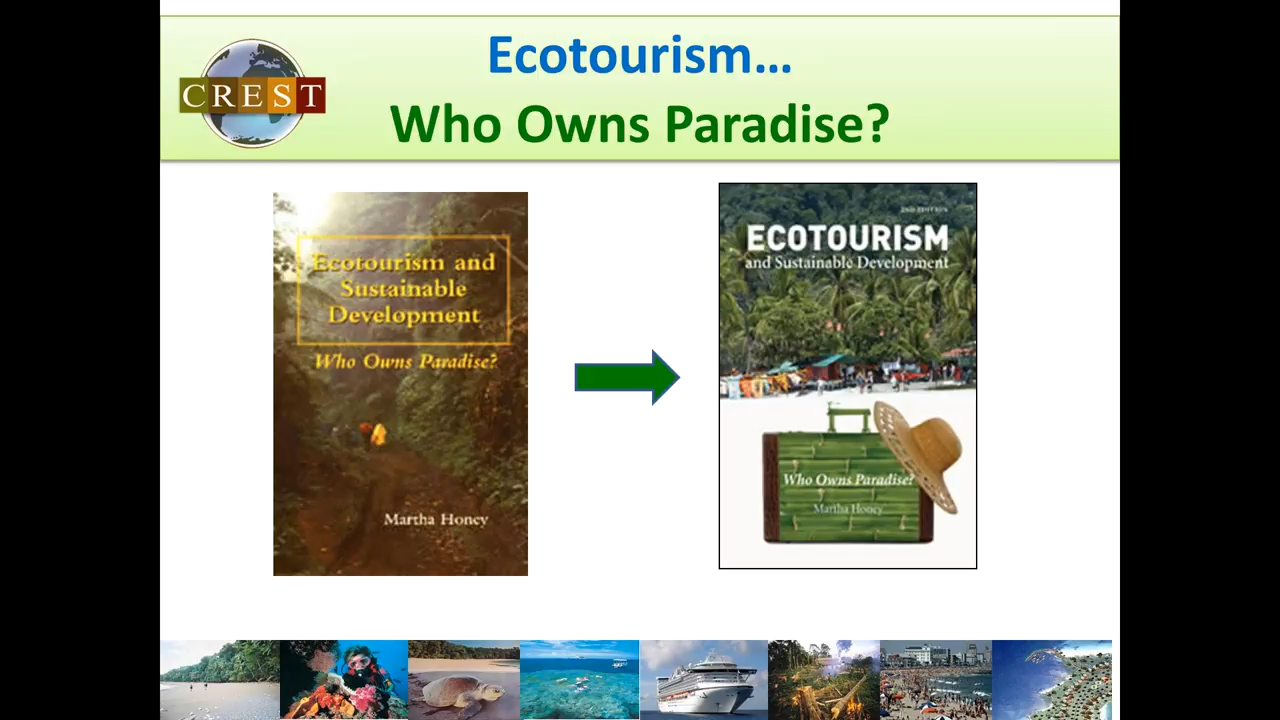 CREST
Ecotourism…
Who Owns Paradise?
Ecotourism and
Sustainable
Development
Who Owns Paradise?
Martha Honey
2ND EDITION
ECOTOURISM
and Sustainable Development
Who Owns Paradise?
Martha Honey